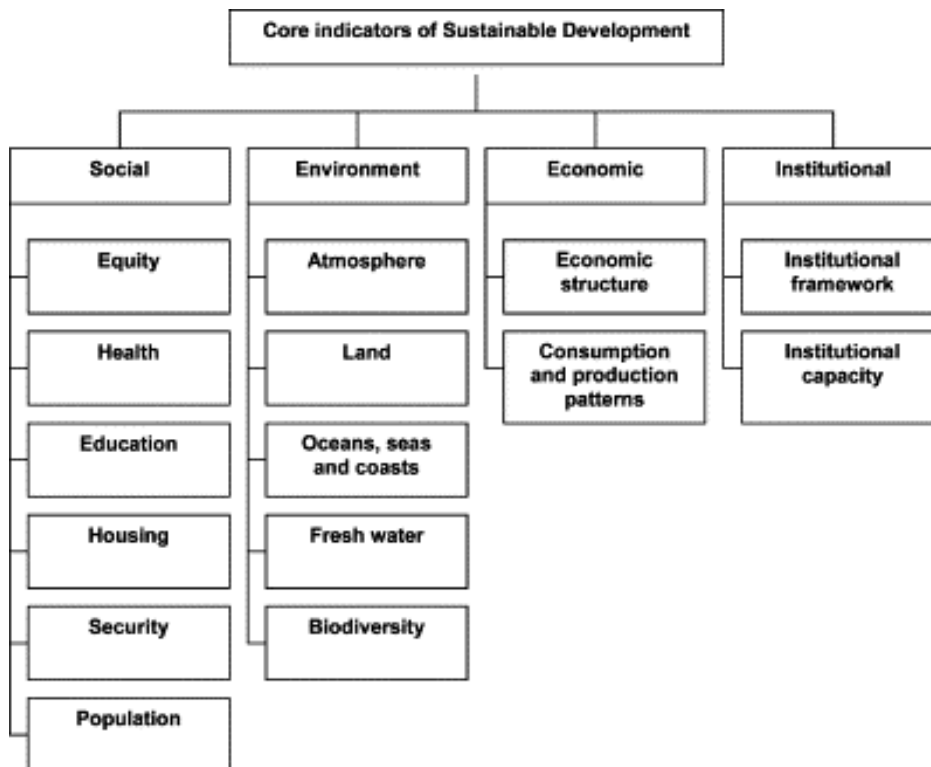 Core indicators of Sustainable Development
Social
Environment
Economic
Institutional
Equity
Health
Education
Housing
Security
Population
Atmosphere
Land
Oceans, seas
and coasts
Fresh water
Biodiversity
Economic
structure
Consumption
and production
patterns
Institutional
framework
Institutional
capacity